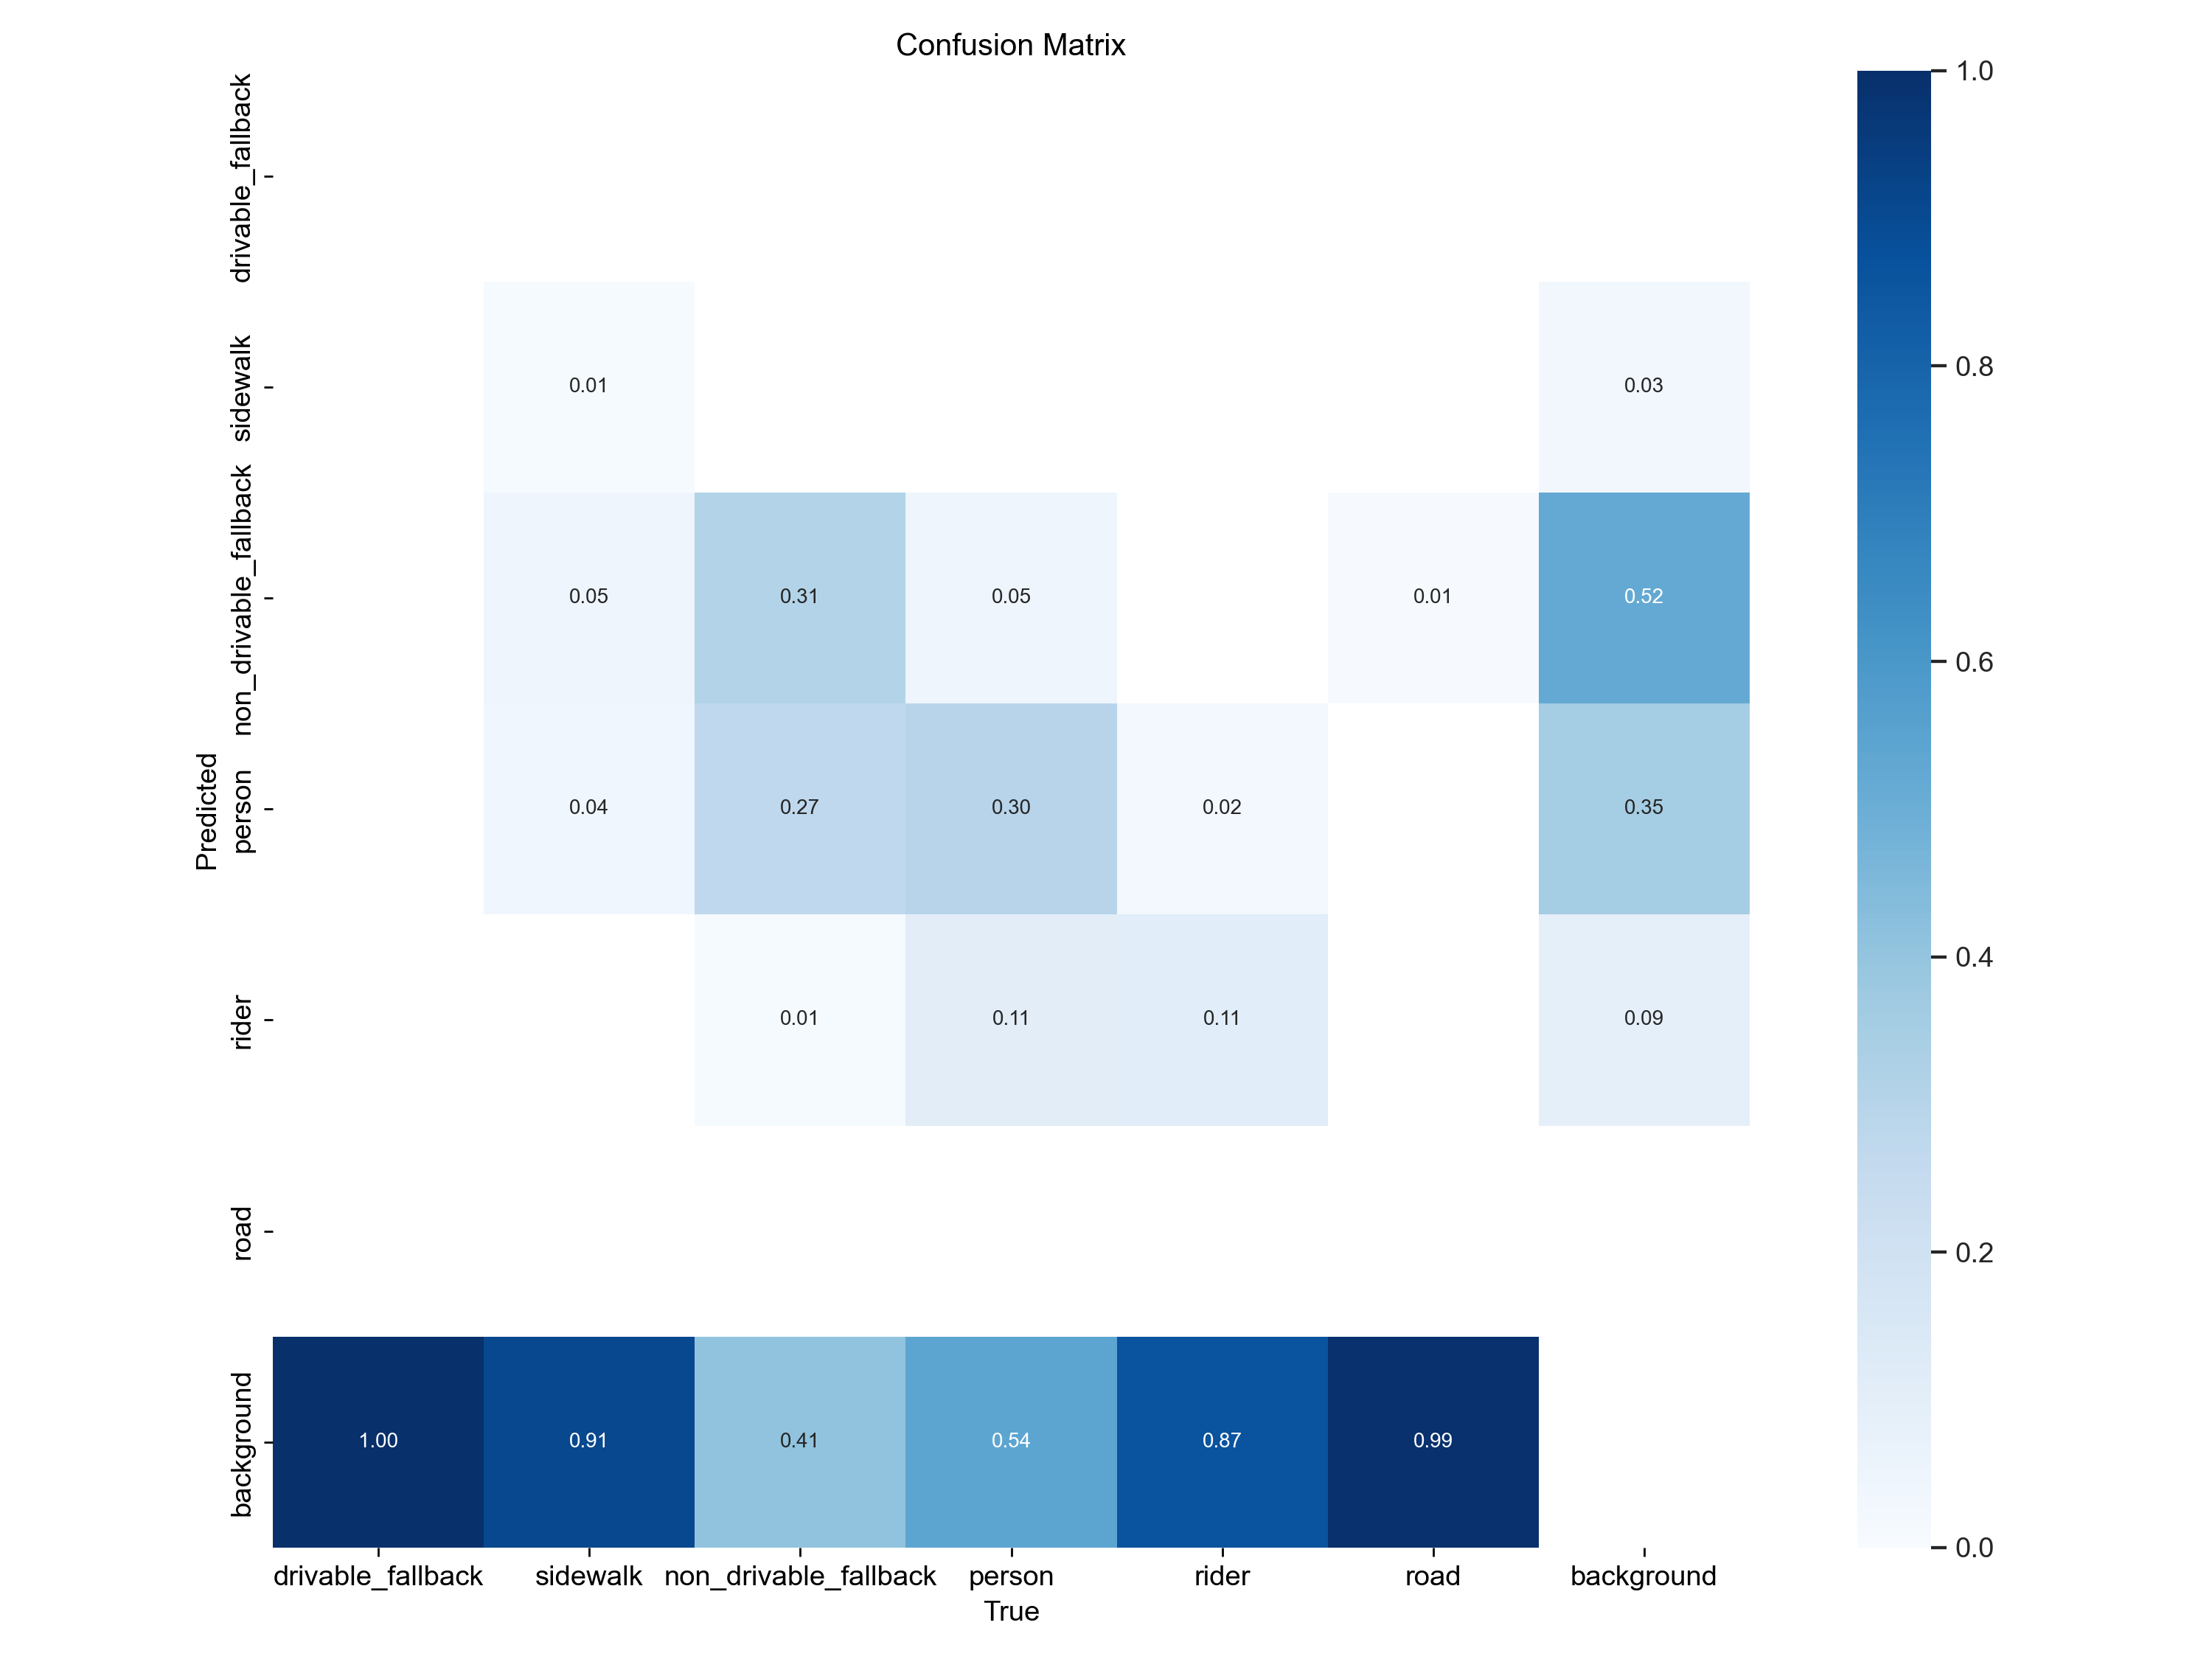 Confusion Matrix
drivable_fallback
sidewalk
0.01
0.03
non_drivable_fallback
0.05
0.31
0.05
0.01
0.52
person
0.04
0.27
0.30
0.02
0.35
rider
0.01
0.11
0.11
0.09
road
background
1.00
0.91
0.41
0.54
0.87
0.99
Predicted
drivable_fallback
sidewalk
non_drivable_fallback
person
rider
road
background
True
1.0
0.8
0.6
0.4
0.2
0.0